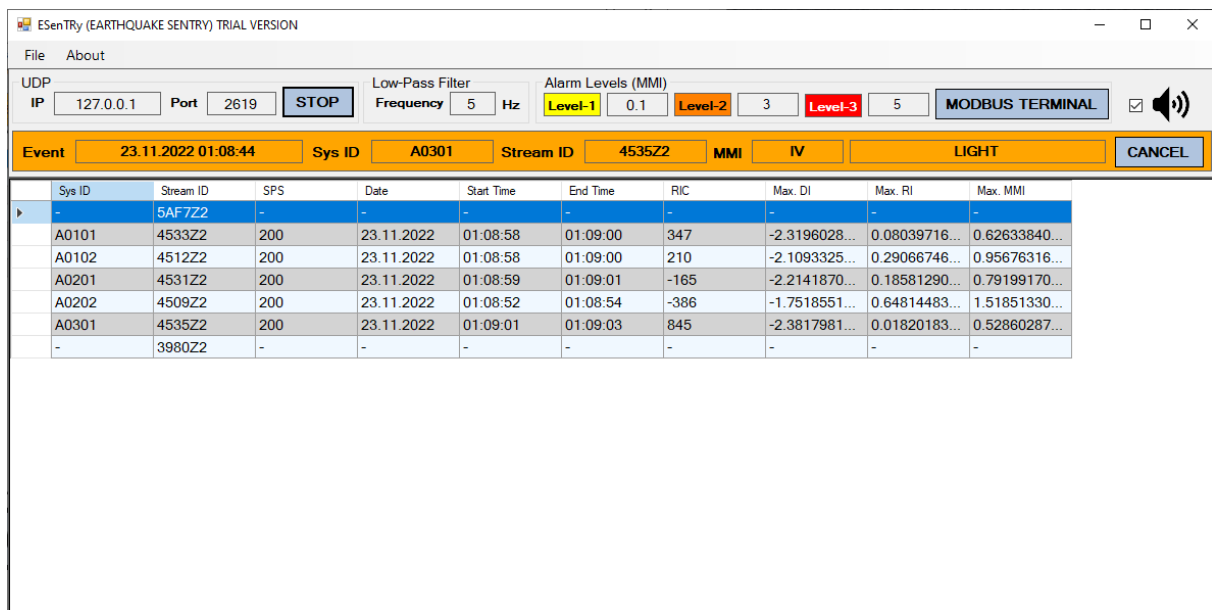 ESenTRy (EARTHQUAKE SENTRY) TRIAL VERSION
File About
UDP Low-Pass Filter Alarm Levels (MMI)
IP 127.0.0.1 Port 2619 STOP Frequency 5 Hz Level-1 0.1 Level-2 3 Level-3 5 MODBUS TERMINAL
Event 23.11.2022 01:08:44 Sys ID A0301 Stream ID 4535Z2 MMI IV LIGHT CANCEL
Sys ID Stream ID SPS Date Start Time End Time RIC Max. DI Max. RI Max. MMI
- 5AF7Z2 - - - - - - - -
A0101 4533Z2 200 23.11.2022 01:08:58 01:09:00 347 -2.3196028... 0.08039716... 0.62633840...
A0102 4512Z2 200 23.11.2022 01:08:58 01:09:00 210 -2.1093325... 0.29066746... 0.95676316...
A0201 4531Z2 200 23.11.2022 01:08:59 01:09:01 -165 -2.2141870... 0.18581290... 0.79199170...
A0202 4509Z2 200 23.11.2022 01:08:52 01:08:54 -386 -1.7518551... 0.64814483... 1.51851330...
A0301 4535Z2 200 23.11.2022 01:09:01 01:09:03 845 -2.3817981... 0.01820183... 0.52860287...
- 3980Z2 - - - - - - - -